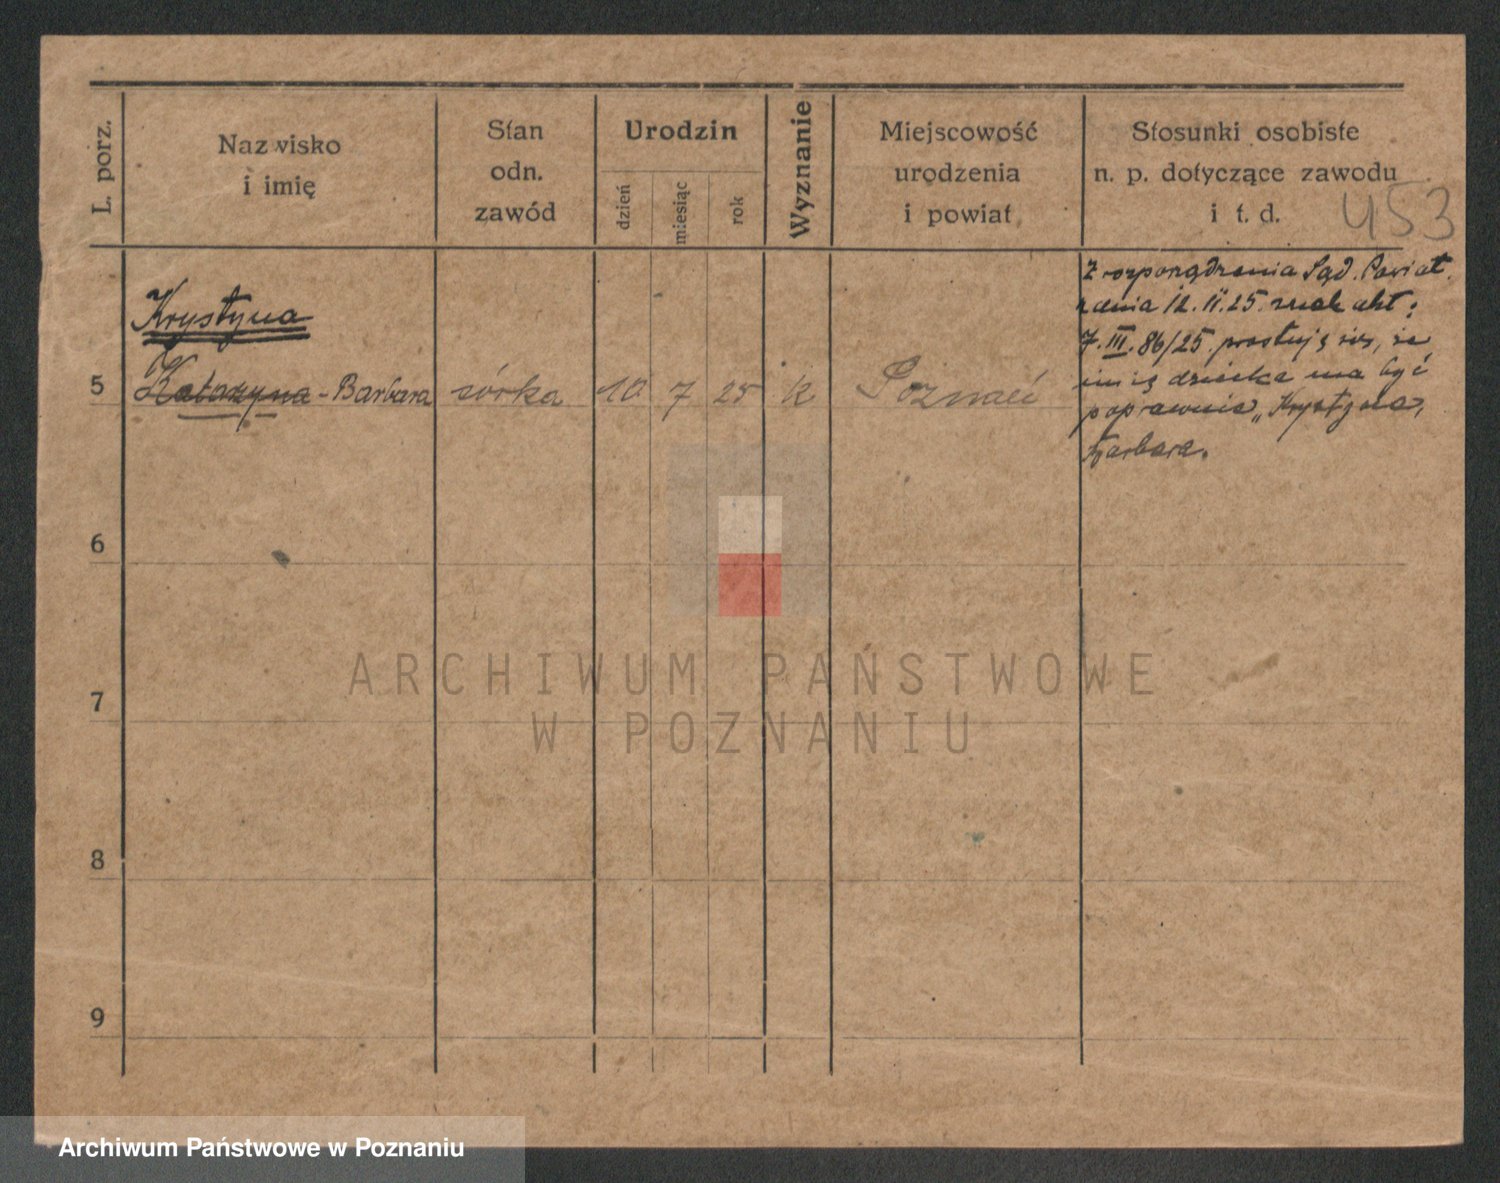 L. porz.
Nazwisko
i imię
Stan
odn.
zawód
Urodzin
dzień
miesiąc
rok
Wyznanie
Miejscowość
urodzenia
i powiat
Stosunki osobiste
n. p. dotyczące zawodu
i t. d.
453
Krystyna
5 Katarzyna - Barbara córka 10 7 25 k Poznań
Z rozporządzenia Sąd. Powiat.
z dnia 12.II.25. znak akt:
7.III.86/25 prostuje się, że
imię dziecka ma być
poprawnie „Krystyna,
Barbara.
6
7
8
9
ARCHIWUM PAŃSTWOWE
W POZNANIU
Archiwum Państwowe w Poznaniu